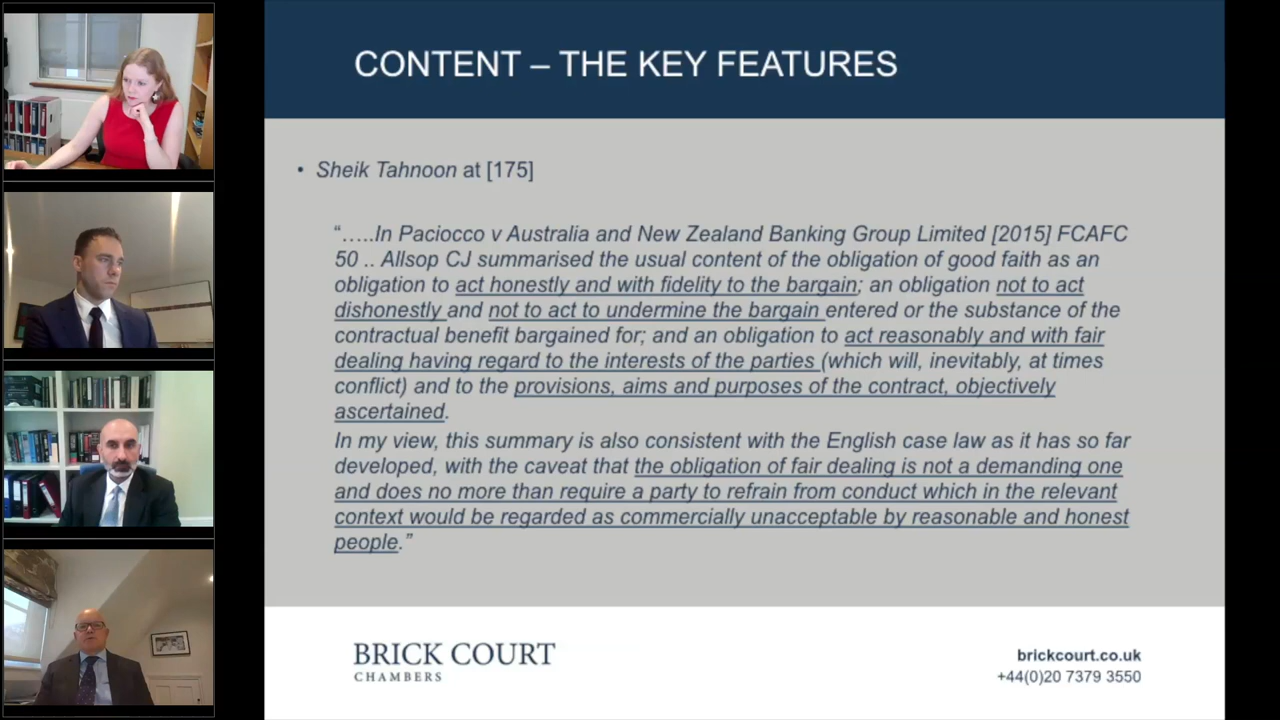 CONTENT – THE KEY FEATURES
• Sheik Tahnoon at [175]
“…..In Paciocco v Australia and New Zealand Banking Group Limited [2015] FCAFC
50 .. Allsop CJ summarised the usual content of the obligation of good faith as an
obligation to act honestly and with fidelity to the bargain; an obligation not to act
dishonestly and not to act to undermine the bargain entered or the substance of the
contractual benefit bargained for; and an obligation to act reasonably and with fair
dealing having regard to the interests of the parties (which will, inevitably, at times
conflict) and to the provisions, aims and purposes of the contract, objectively
ascertained.
In my view, this summary is also consistent with the English case law as it has so far
developed, with the caveat that the obligation of fair dealing is not a demanding one
and does no more than require a party to refrain from conduct which in the relevant
context would be regarded as commercially unacceptable by reasonable and honest
people.”
BRICK COURT
CHAMBERS
brickcourt.co.uk
+44(0)20 7379 3550